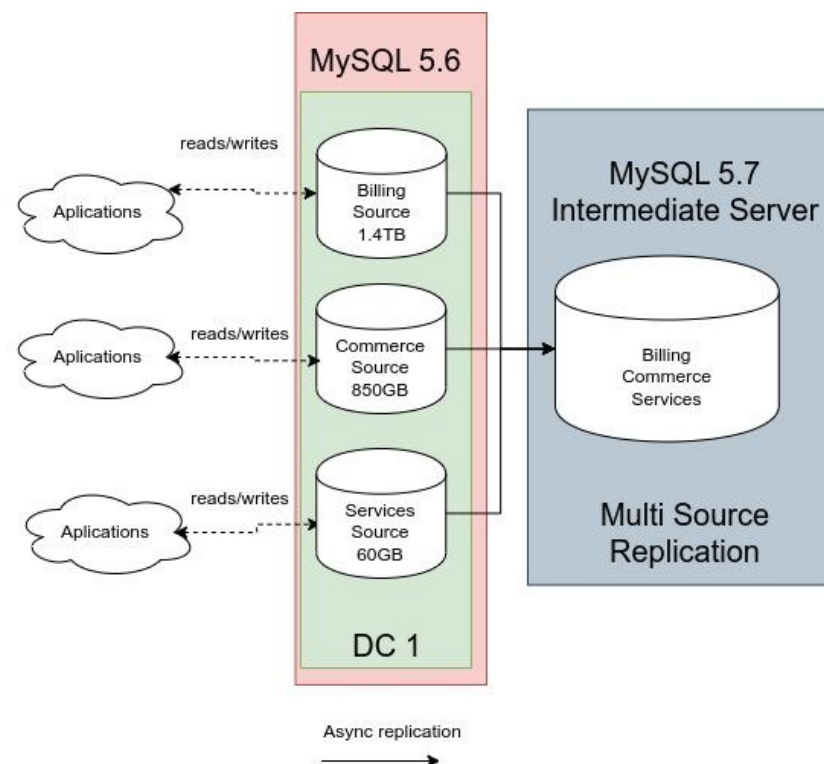 MySQL 5.6
reads/writes
Aplications
Billing
Source
1.4TB
MySQL 5.7
Intermediate Server
reads/writes
Aplications
Commerce
Source
850GB
Billing
Commerce
Services
reads/writes
Aplications
Services
Source
60GB
Multi Source
Replication
DC 1
Async replication